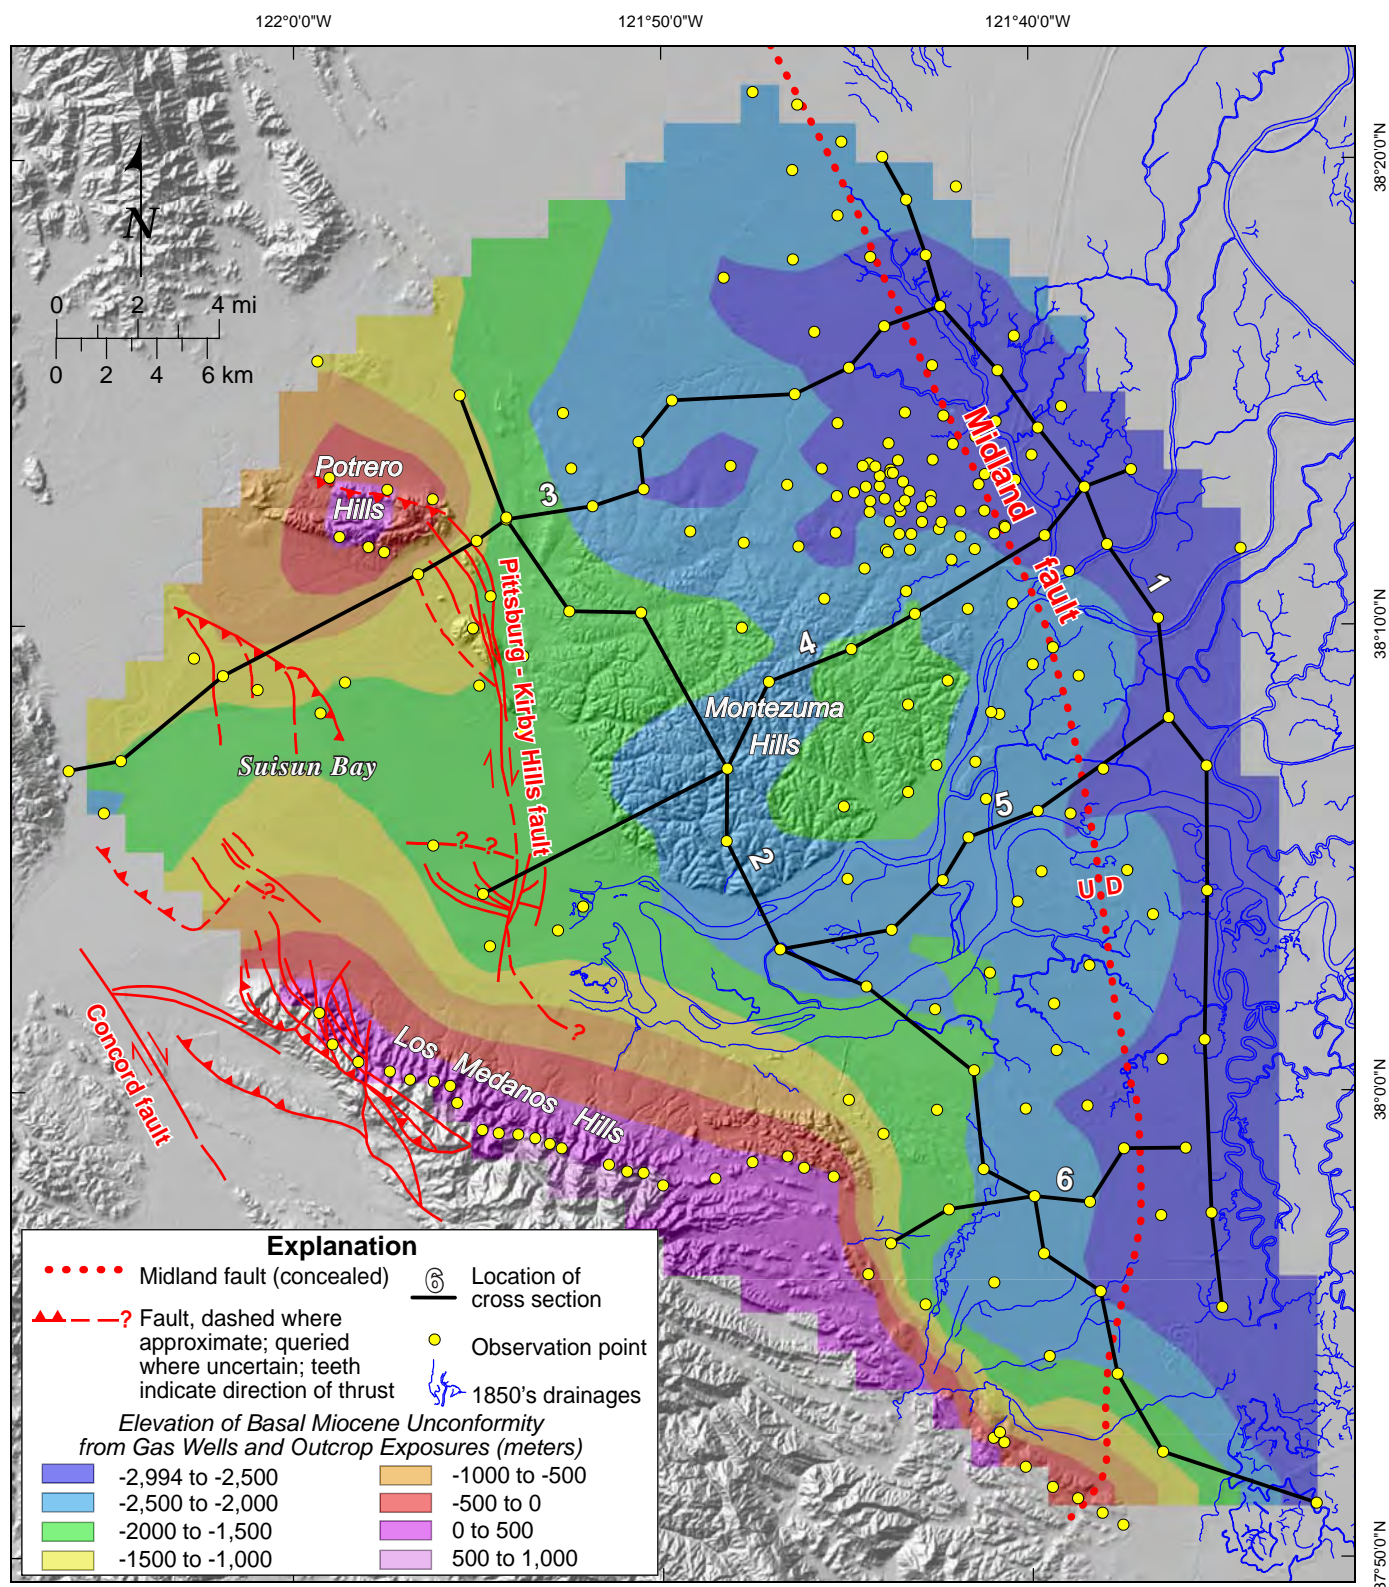 122°0'0"W
121°50'0"W
121°40'0"W
38°20'0"N
38°10'0"N
38°0'0"N
37°50'0"N
N
0 2 4 mi
0 2 4 6 km
Potrero
Hills
3
Midland
fault
1
Pittsburg - Kirby Hills fault
4
Montezuma
Hills
Suisun Bay
5
2
? ?
?
U D
?
Concord fault
Los Medanos Hills
6
Explanation
Midland fault (concealed)
6 Location of
cross section
? Fault, dashed where
approximate; queried
where uncertain; teeth
indicate direction of thrust
Observation point
1850's drainages
Elevation of Basal Miocene Unconformity
from Gas Wells and Outcrop Exposures (meters)
-2,994 to -2,500
-2,500 to -2,000
-2000 to -1,500
-1500 to -1,000
-1000 to -500
-500 to 0
0 to 500
500 to 1,000